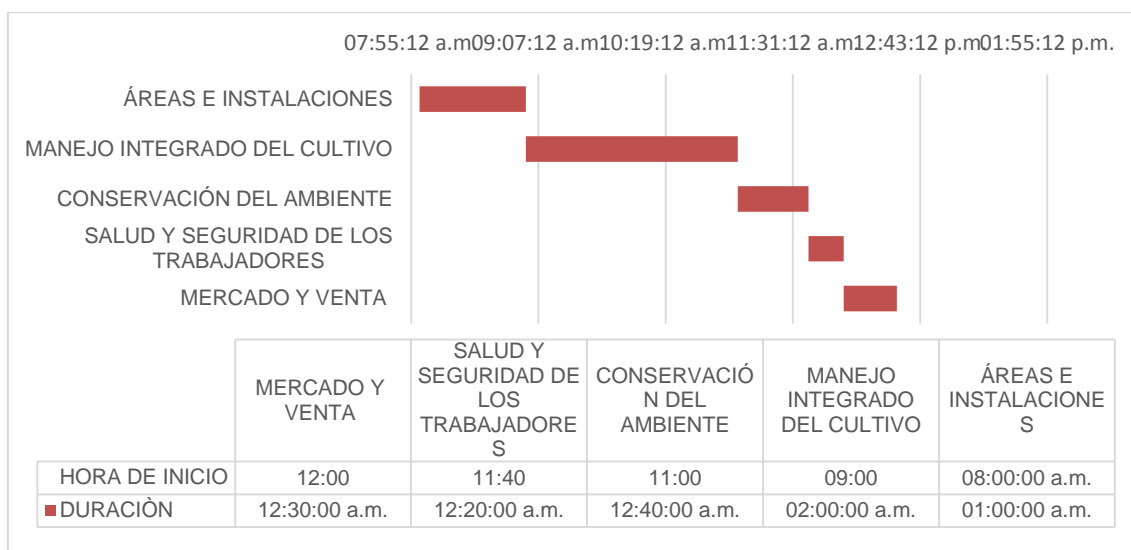 07:55:12 a.m09:07:12 a.m10:19:12 a.m11:31:12 a.m12:43:12 p.m01:55:12 p.m.
ÁREAS E INSTALACIONES
MANEJO INTEGRADO DEL CULTIVO
CONSERVACIÓN DEL AMBIENTE
SALUD Y SEGURIDAD DE LOS
TRABAJADORES
MERCADO Y VENTA
MERCADO Y
VENTA
SALUD Y
SEGURIDAD DE
LOS
TRABAJADORE
S
CONSERVACIÓ
N DEL
AMBIENTE
MANEJO
INTEGRADO
DEL CULTIVO
ÁREAS E
INSTALACIONE
S
HORA DE INICIO 12:00 11:40 11:00 09:00 08:00:00 a.m.
DURACIÒN 12:30:00 a.m. 12:20:00 a.m. 12:40:00 a.m. 02:00:00 a.m. 01:00:00 a.m.